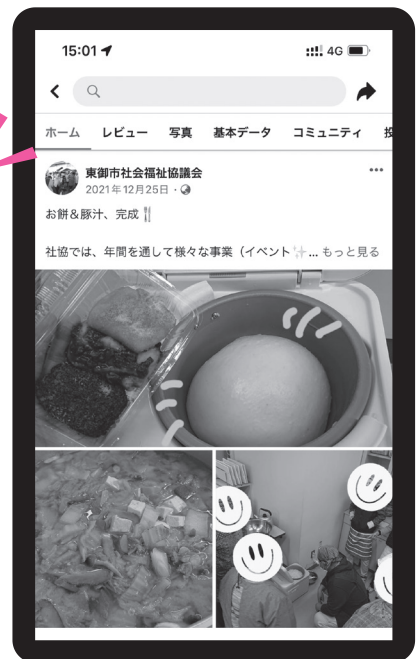 15:01
4G
ホーム レビュー 写真 基本データ コミュニティ 投
東御市社会福祉協議会
2021年12月25日
お餅&豚汁、完成
社協では、年間を通して様々な事業（イベント ... もっと見る